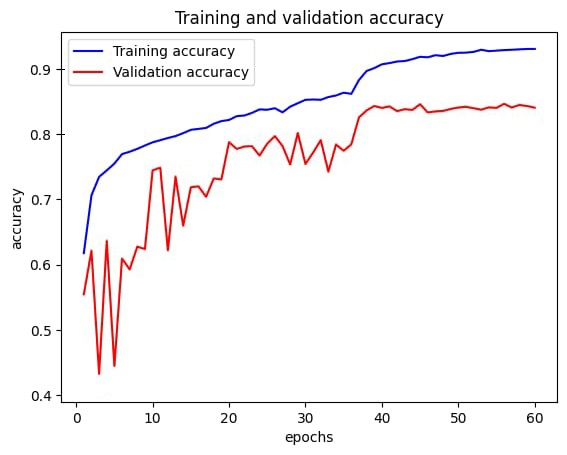 Training and validation accuracy
Training accuracy
Validation accuracy
accuracy
0.9
0.8
0.7
0.6
0.5
0.4
0 10 20 30 40 50 60
epochs